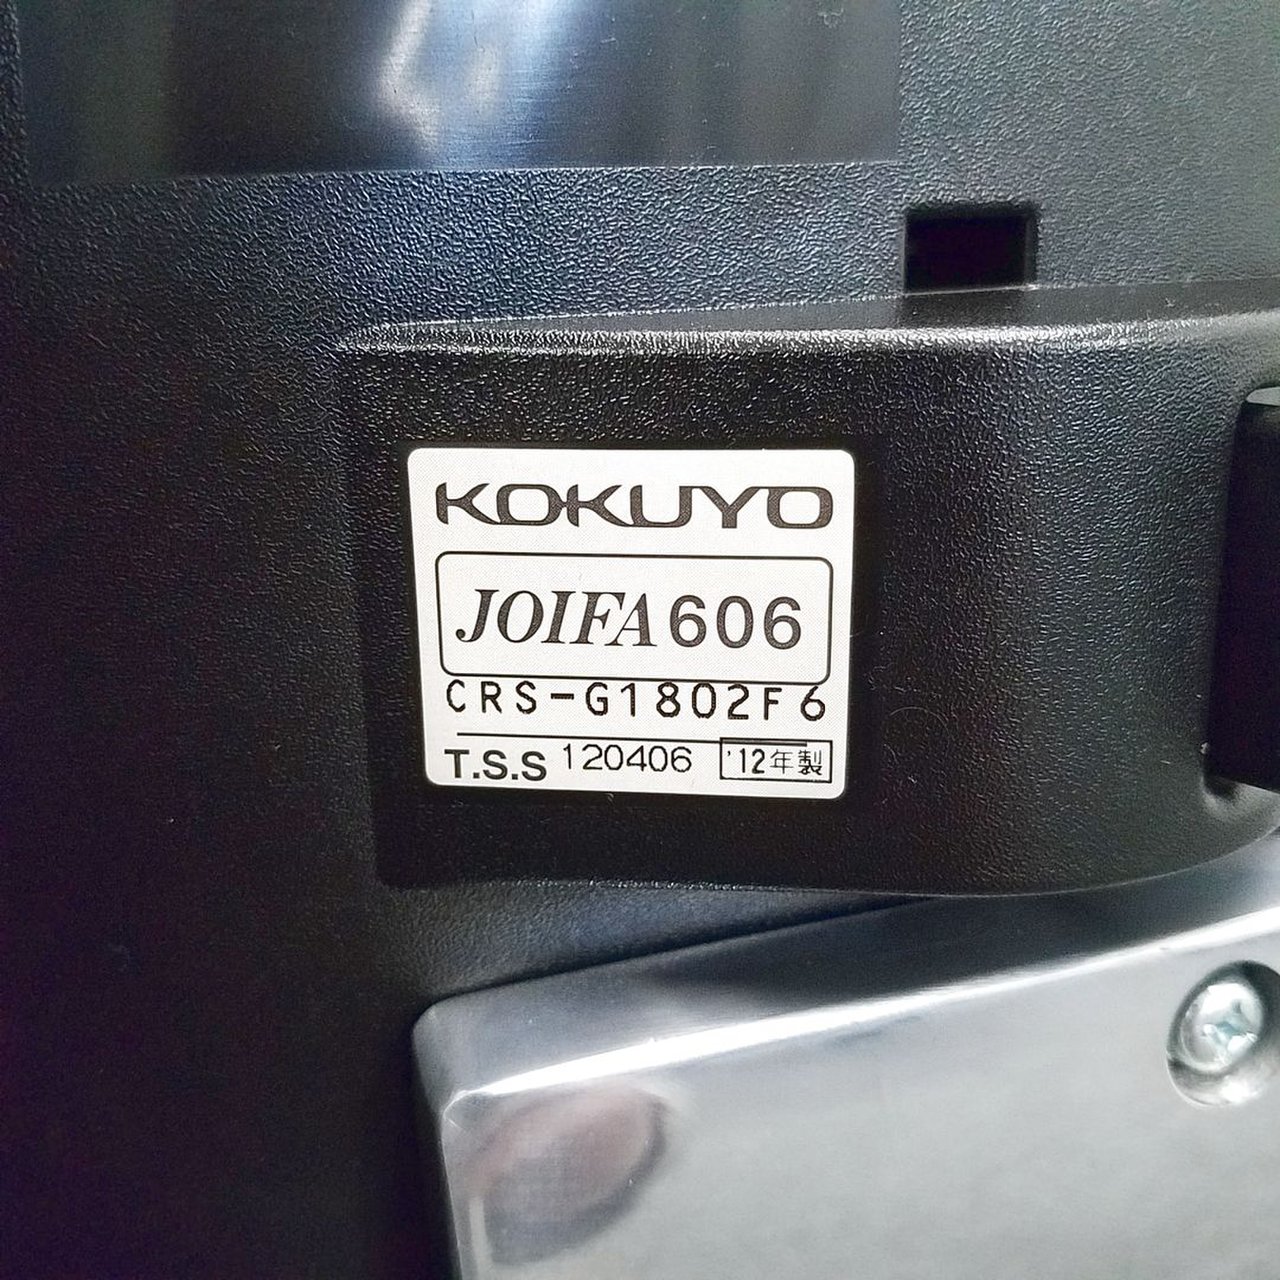 KOKUYO
JOIFA 606
CRS-G1802F6
T.S.S 120406 '12年製